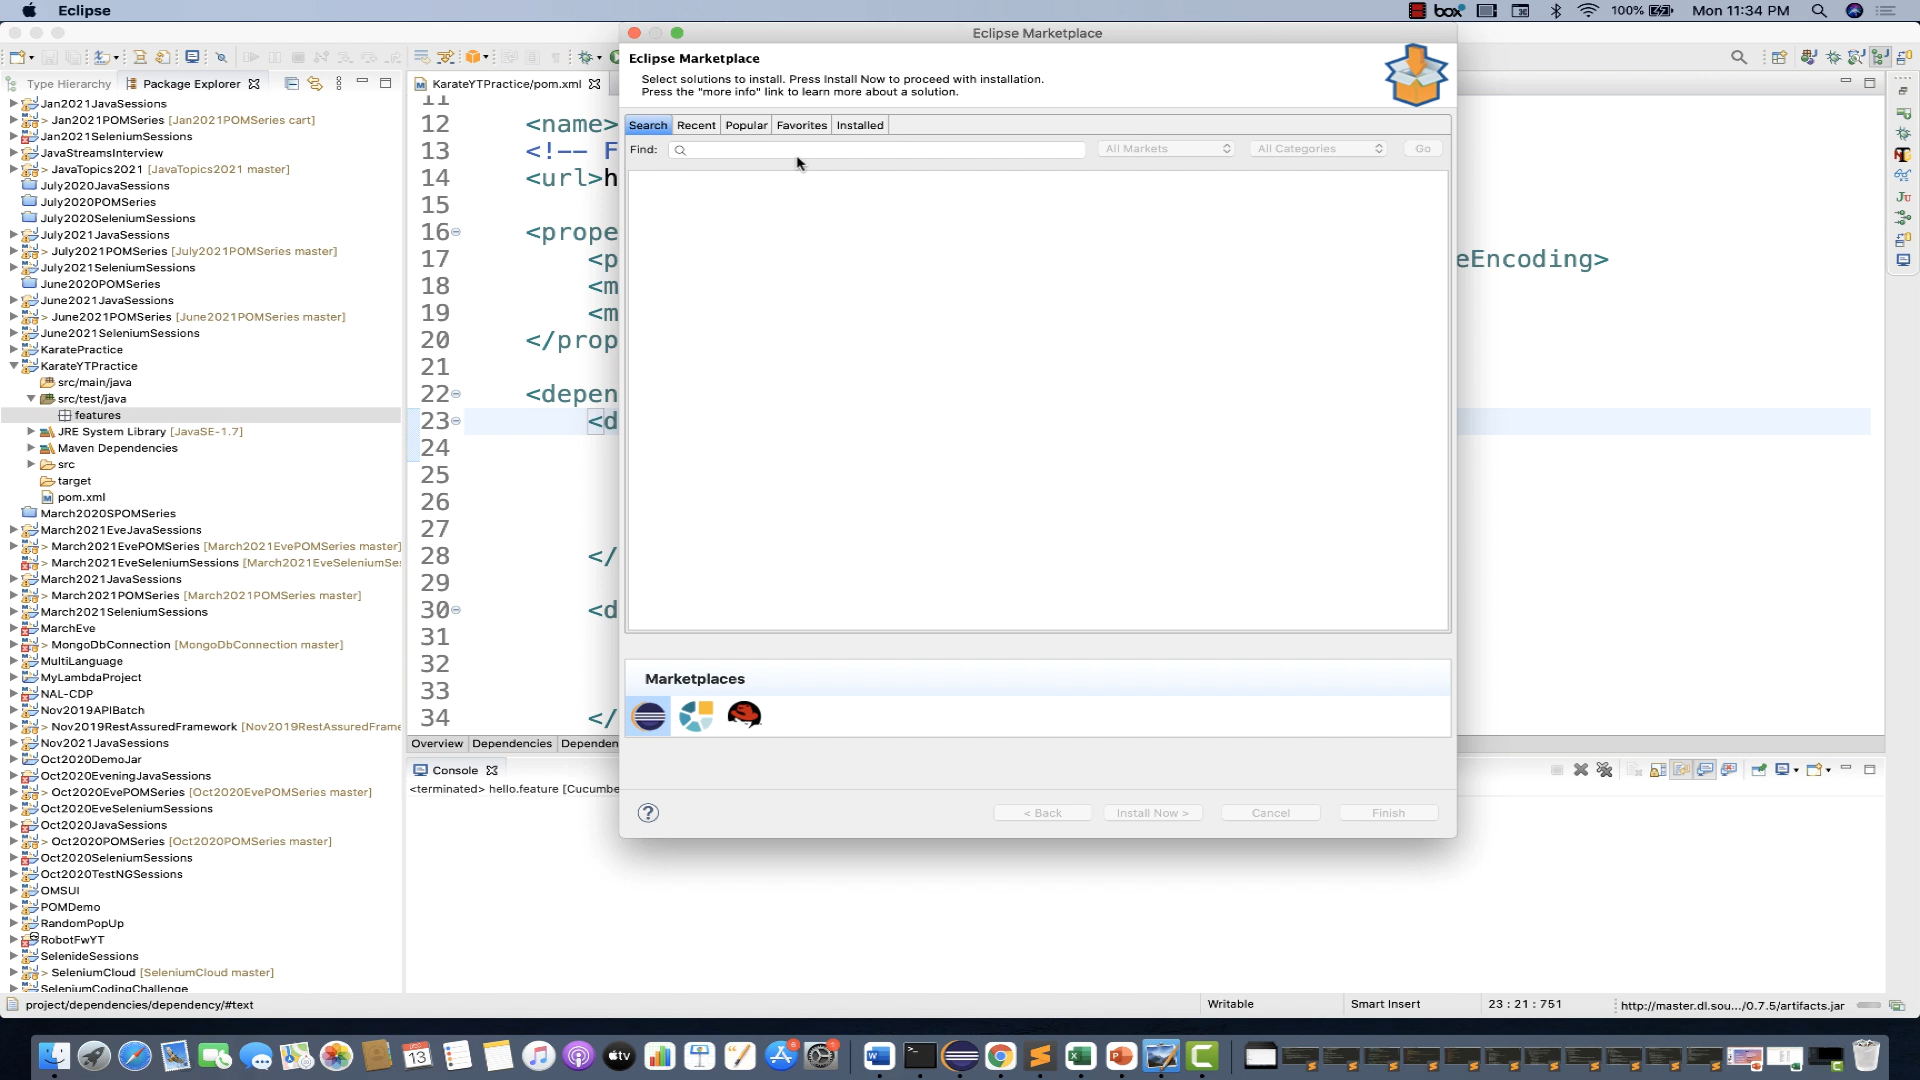 Eclipse
box
100%
Mon 11:34 PM
Eclipse Marketplace
Eclipse Marketplace
Select solutions to install. Press Install Now to proceed with installation.
Press the "more info" link to learn more about a solution.
Search
Recent
Popular
Favorites
Installed
Find:
All Markets
All Categories
Go
Marketplaces
< Back
Install Now >
Cancel
Finish
Type Hierarchy
Package Explorer
Jan2021JavaSessions
> Jan2021POMSeries [Jan2021POMSeries cart]
Jan2021SeleniumSessions
JavaStreamsInterview
> JavaTopics2021 [JavaTopics2021 master]
July2020JavaSessions
July2020POMSeries
July2020SeleniumSessions
July2021JavaSessions
> July2021POMSeries [July2021POMSeries master]
July2021SeleniumSessions
June2020POMSeries
June2021JavaSessions
> June2021POMSeries [June2021POMSeries master]
June2021SeleniumSessions
KaratePractice
KarateYTPractice
src/main/java
src/test/java
features
JRE System Library [JavaSE-1.7]
Maven Dependencies
src
target
pom.xml
March2020SPOMSeries
March2021EveJavaSessions
> March2021EvePOMSeries [March2021EvePOMSeries master]
> March2021EveSeleniumSessions [March2021EveSeleniumSe
March2021JavaSessions
> March2021POMSeries [March2021POMSeries master]
March2021SeleniumSessions
MarchEve
> MongoDbConnection [MongoDbConnection master]
MultiLanguage
MyLambdaProject
NAL-CDP
Nov2019APIBatch
> Nov2019RestAssuredFramework [Nov2019RestAssuredFrame
Nov2021JavaSessions
Oct2020DemoJar
Oct2020EveningJavaSessions
> Oct2020EvePOMSeries [Oct2020EvePOMSeries master]
Oct2020EveSeleniumSessions
Oct2020JavaSessions
> Oct2020POMSeries [Oct2020POMSeries master]
Oct2020SeleniumSessions
Oct2020TestNGSessions
OMSUI
POMDemo
RandomPopUp
RobotFwYT
SelenideSessions
> SeleniumCloud [SeleniumCloud master]
SeleniumCodingChallenge
KarateYTPractice/pom.xml
11
12 <name>
13 <!-- F
14 <url>h
15
16 <prope
17 <p eEncoding>
18 <m
19 <m
20 </prop
21
22 <depen
23 <d
24
25
26
27
28 </
29
30 <d
31
32
33
34 </
Overview
Dependencies
Dependen
Console
<terminated> hello.feature [Cucumbe
project/dependencies/dependency/#text
Writable
Smart Insert
23 : 21 : 751
http://master.dl.sou.../0.7.5/artifacts.jar
13
tv